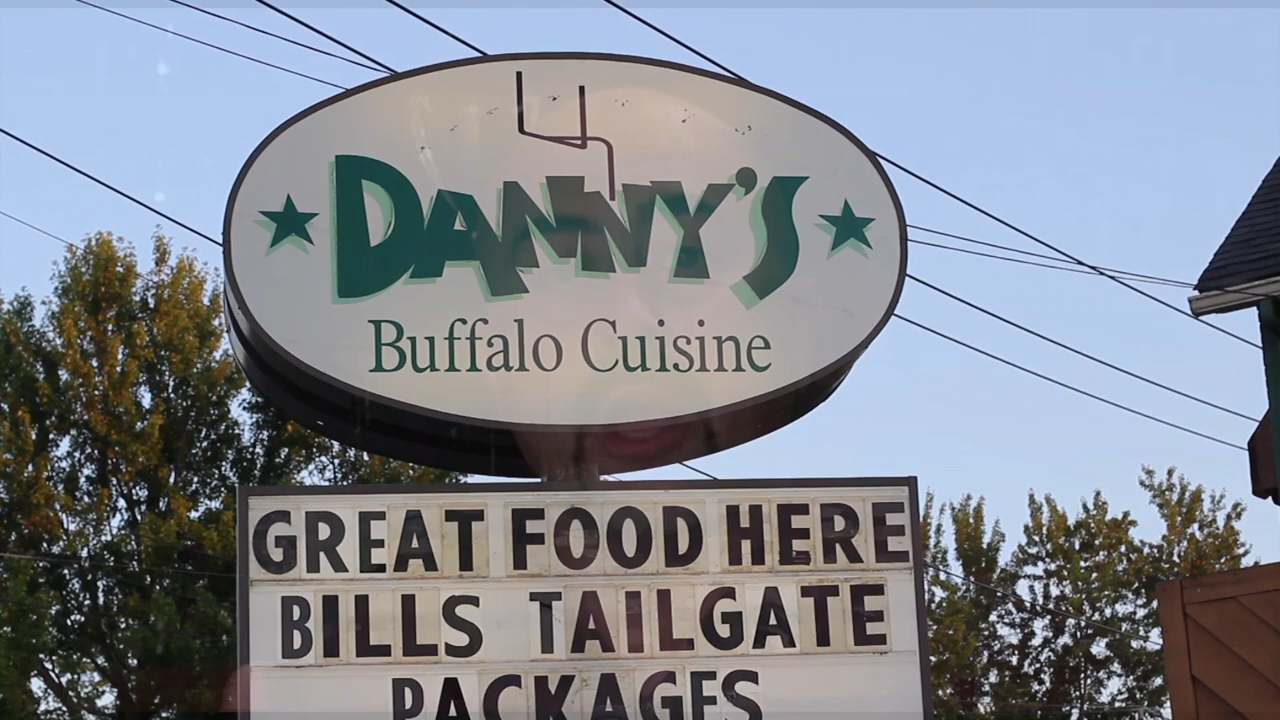 DANNY'S
Buffalo Cuisine
GREAT FOOD HERE
BILLS TAILGATE
PACKAGES